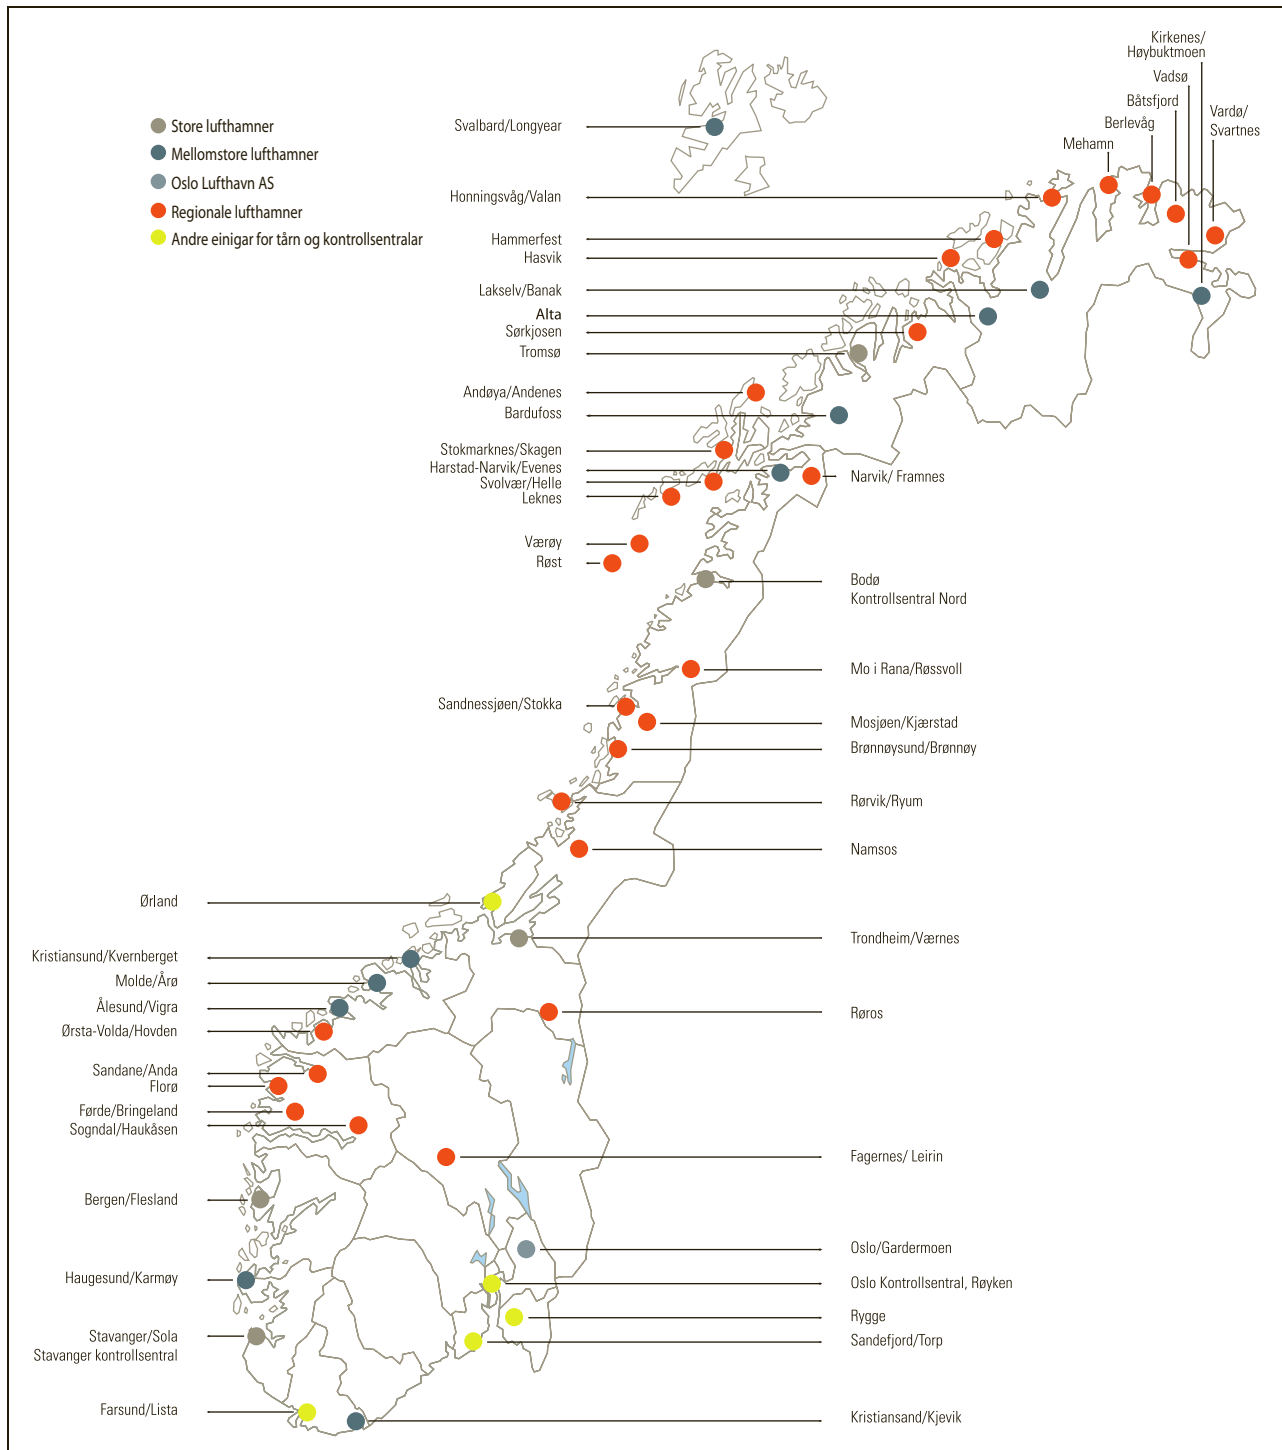 Kirkenes/
Høybuktmoen
Vadsø
Båtsfjord
Vardø/
Svartnes
Berlevåg
Mehamn
Store lufthamner
Mellomstore lufthamner
Oslo Lufthavn AS
Regionale lufthamner
Andre einigar for tårn og kontrollsentralar
Svalbard/Longyear
Honningsvåg/Valan
Hammerfest
Hasvik
Lakselv/Banak
Alta
Sørkjosen
Tromsø
Andøya/Andenes
Bardufoss
Stokmarknes/Skagen
Harstad-Narvik/Evenes
Svolvær/Helle
Leknes
Narvik/ Framnes
Værøy
Røst
Bodø
Kontrollsentral Nord
Mo i Rana/Røssvoll
Sandnessjøen/Stokka
Mosjøen/Kjærstad
Brønnøysund/Brønnøy
Rørvik/Ryum
Namsos
Ørland
Trondheim/Værnes
Kristiansund/Kvernberget
Molde/Årø
Ålesund/Vigra
Ørsta-Volda/Hovden
Røros
Sandane/Anda
Florø
Førde/Bringeland
Sogndal/Haukåsen
Fagernes/ Leirin
Bergen/Flesland
Oslo/Gardermoen
Haugesund/Karmøy
Oslo Kontrollsentral, Røyken
Rygge
Stavanger/Sola
Stavanger kontrollsentral
Sandefjord/Torp
Farsund/Lista
Kristiansand/Kjevik